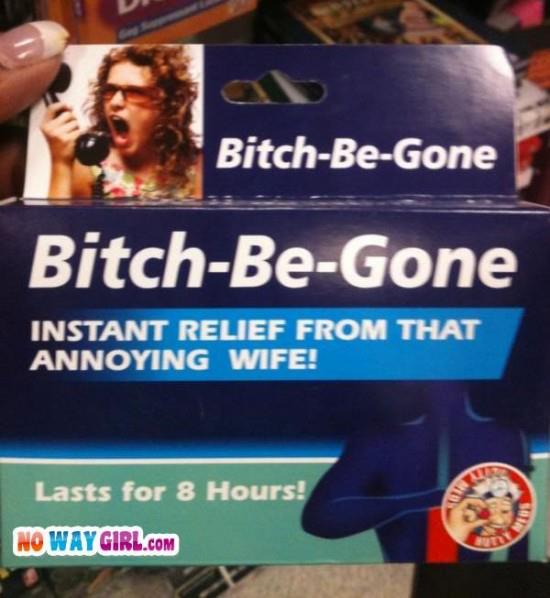 Bitch-Be-Gone
Bitch-Be-Gone
INSTANT RELIEF FROM THAT
ANNOYING WIFE!
Lasts for 8 Hours!
NO WAY GIRL.COM